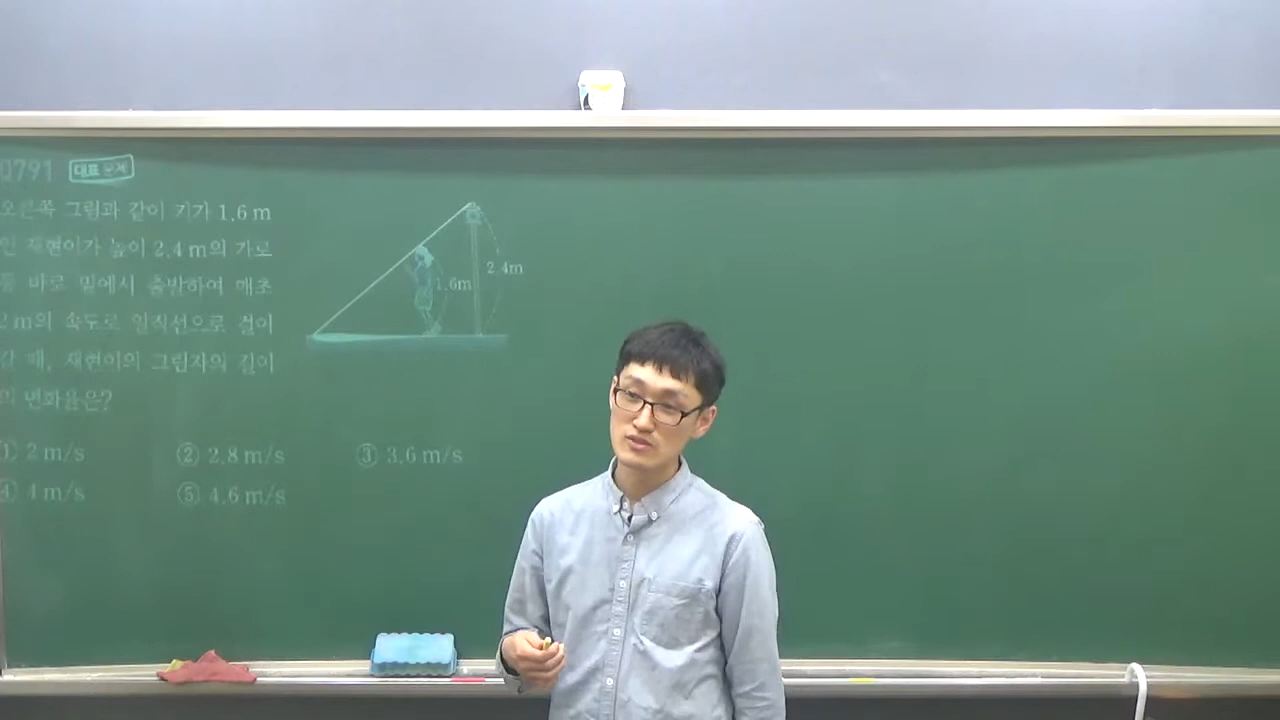 0791 대표 문제
오른쪽 그림과 같이 키가 1.6 m
인 재현이가 높이 2.4 m의 가로
등 바로 밑에서 출발하여 매초
2 m의 속도로 일직선으로 걸어
갈 때, 재현이의 그림자의 길이
의 변화율은?
2.4m
1.6m
① 2 m/s ② 2.8 m/s ③ 3.6 m/s
④ 4 m/s ⑤ 4.6 m/s